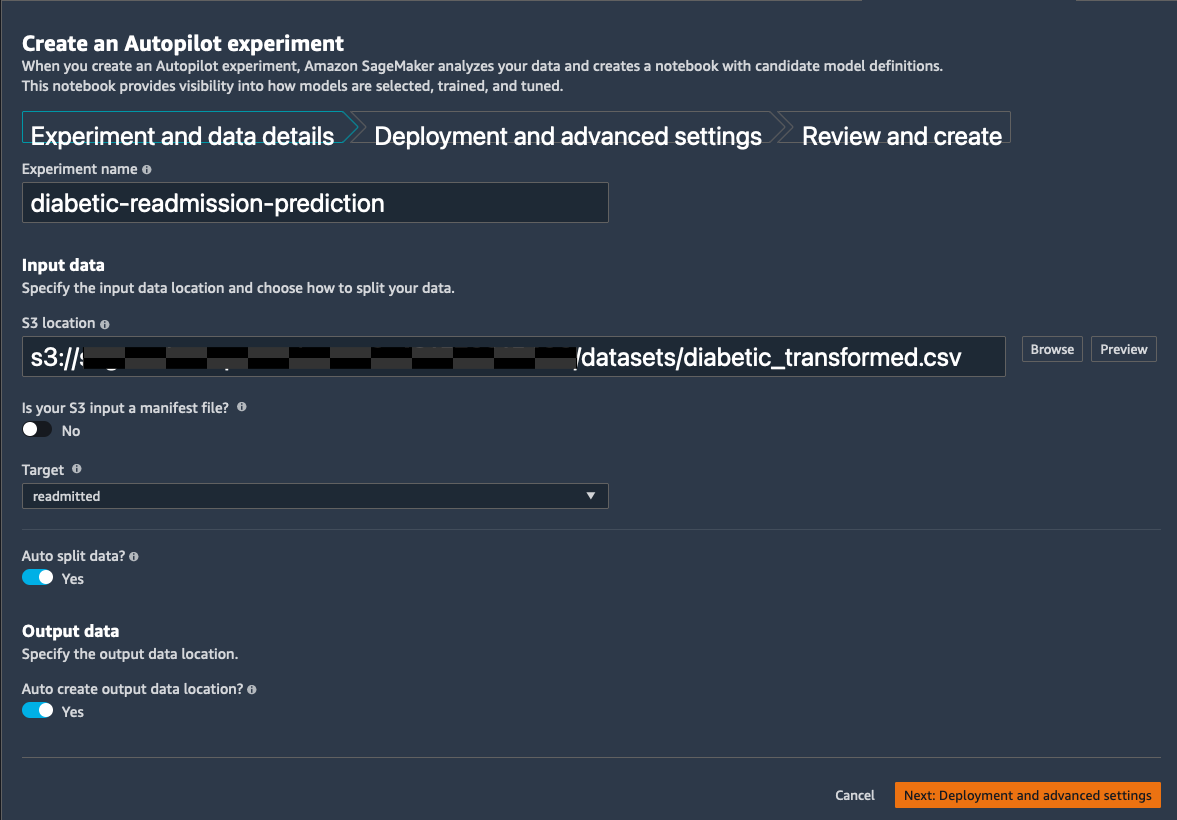 Create an Autopilot experiment
When you create an Autopilot experiment, Amazon SageMaker analyzes your data and creates a notebook with candidate model definitions.
This notebook provides visibility into how models are selected, trained, and tuned.
Experiment and data details
Deployment and advanced settings
Review and create
Experiment name
diabetic-readmission-prediction
Input data
Specify the input data location and choose how to split your data.
S3 location
s3:// /datasets/diabetic_transformed.csv
Browse
Preview
Is your S3 input a manifest file?
No
Target
readmitted
Auto split data?
Yes
Output data
Specify the output data location.
Auto create output data location?
Yes
Cancel
Next: Deployment and advanced settings